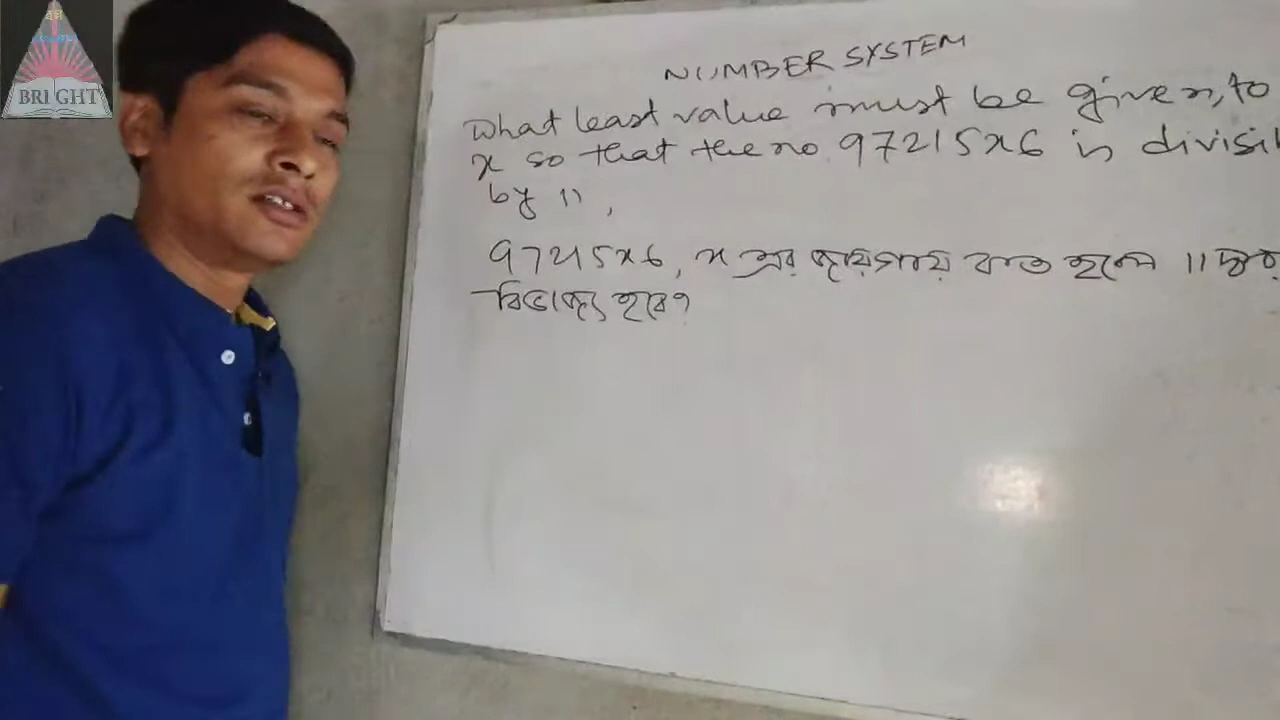 BRIGHT
NUMBER SYSTEM
What least value must be given, to
x so that the no. 97215x6 is divisi
by 11,
97215x6, x এর জায়গায় কত হলে 11 দ্বার
বিভাজ্য হবে?